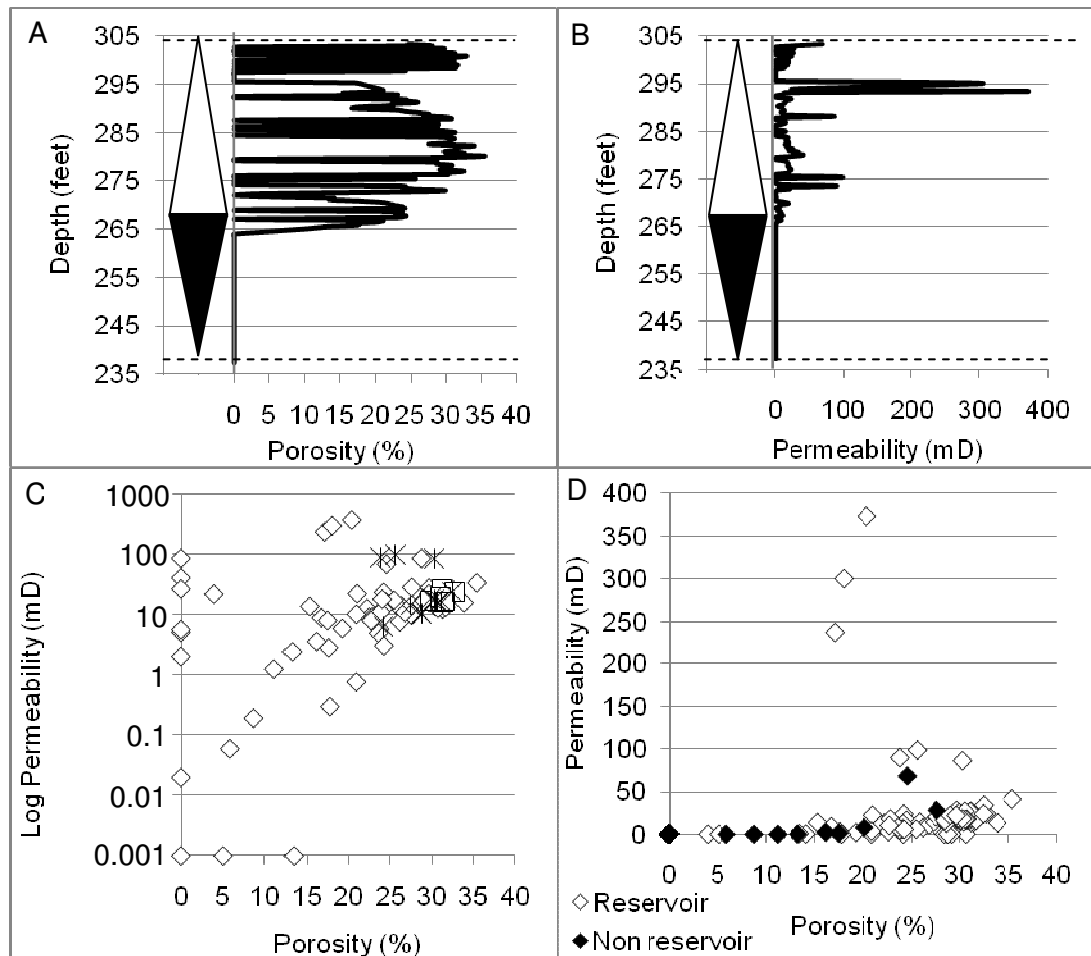 A
305
295
285
275
265
255
245
235
Depth (feet)
0 5 10 15 20 25 30 35 40
Porosity (%)
B
305
295
285
275
265
255
245
235
Depth (feet)
0 100 200 300 400
Permeability (mD)
C
1000
100
10
1
0.1
0.01
0.001
Log Permeability (mD)
0 5 10 15 20 25 30 35 40
Porosity (%)
D
400
350
300
250
200
150
100
50
0
Permeability (mD)
0 5 10 15 20 25 30 35 40
Porosity (%)
Reservoir
Non reservoir